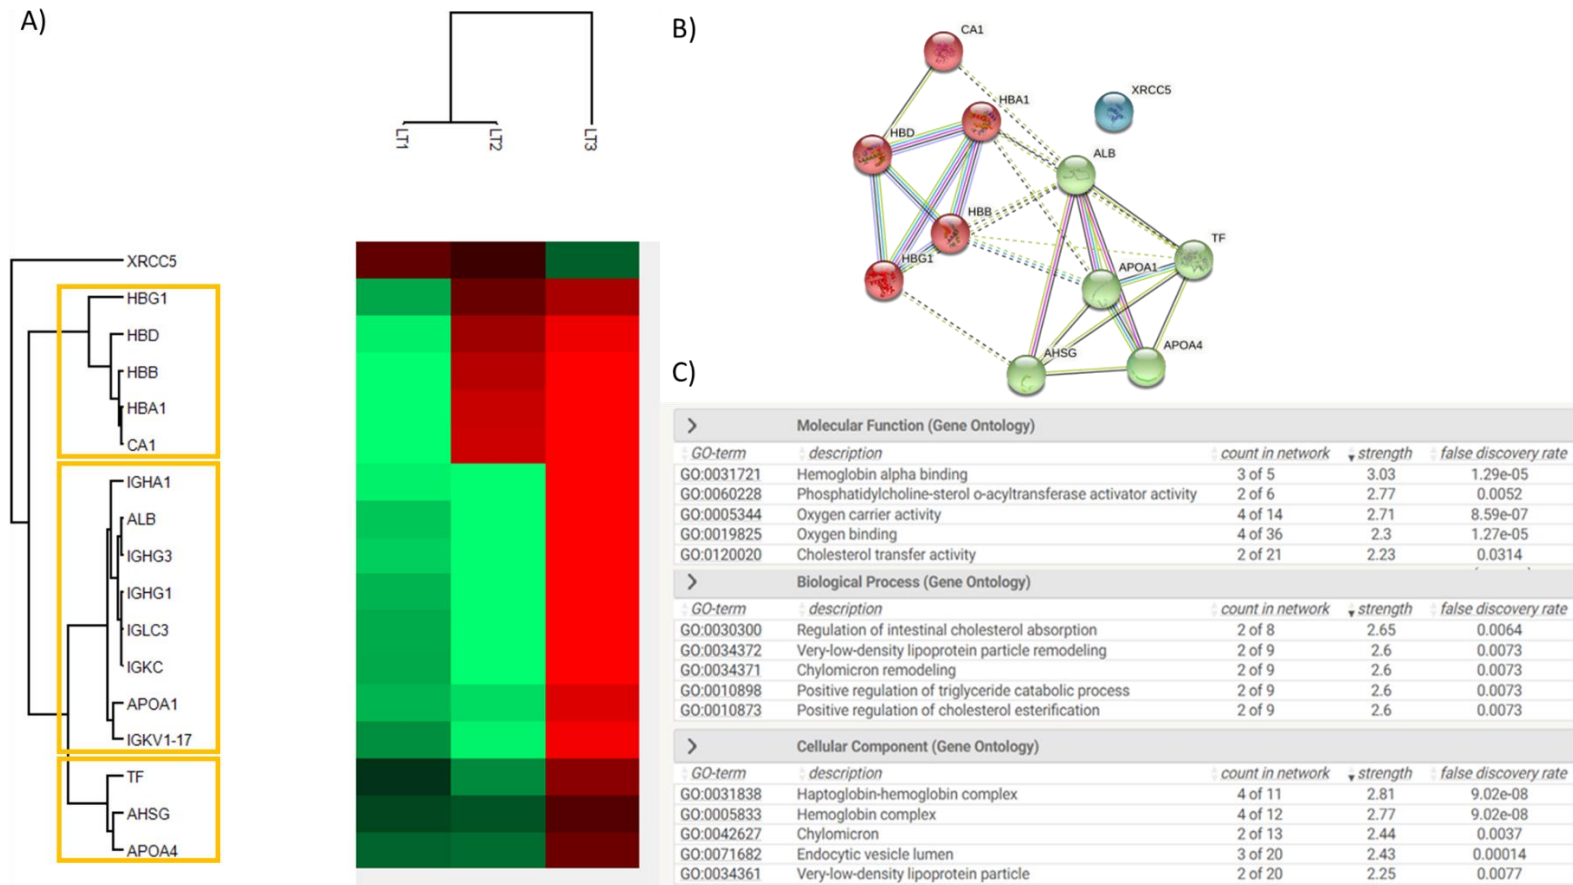 A)
LT1
LT2
LT3
XRCC5
HBG1
HBD
HBB
HBA1
CA1
IGHA1
ALB
IGHG3
IGHG1
IGLC3
IGKC
APOA1
IGKV1-17
TF
AHSG
APOA4
B)
CA1
XRCC5
HBA1
HBD
ALB
HBB
TF
HBG1
APOA1
AHSG
APOA4
C)
Molecular Function (Gene Ontology)
GO-term description count in network strength false discovery rate
GO:0031721 Hemoglobin alpha binding 3 of 5 3.03 1.29e-05
GO:0060228 Phosphatidylcholine-sterol o-acyltransferase activator activity 2 of 6 2.77 0.0052
GO:0005344 Oxygen carrier activity 4 of 14 2.71 8.59e-07
GO:0019825 Oxygen binding 4 of 36 2.3 1.27e-05
GO:0120020 Cholesterol transfer activity 2 of 21 2.23 0.0314
Biological Process (Gene Ontology)
GO-term description count in network strength false discovery rate
GO:0030300 Regulation of intestinal cholesterol absorption 2 of 8 2.65 0.0064
GO:0034372 Very-low-density lipoprotein particle remodeling 2 of 9 2.6 0.0073
GO:0034371 Chylomicron remodeling 2 of 9 2.6 0.0073
GO:0010898 Positive regulation of triglyceride catabolic process 2 of 9 2.6 0.0073
GO:0010873 Positive regulation of cholesterol esterification 2 of 9 2.6 0.0073
Cellular Component (Gene Ontology)
GO-term description count in network strength false discovery rate
GO:0031838 Haptoglobin-hemoglobin complex 4 of 11 2.81 9.02e-08
GO:0005833 Hemoglobin complex 4 of 12 2.77 9.02e-08
GO:0042627 Chylomicron 2 of 13 2.44 0.0037
GO:0071682 Endocytic vesicle lumen 3 of 20 2.43 0.00014
GO:0034361 Very-low-density lipoprotein particle 2 of 20 2.25 0.0077